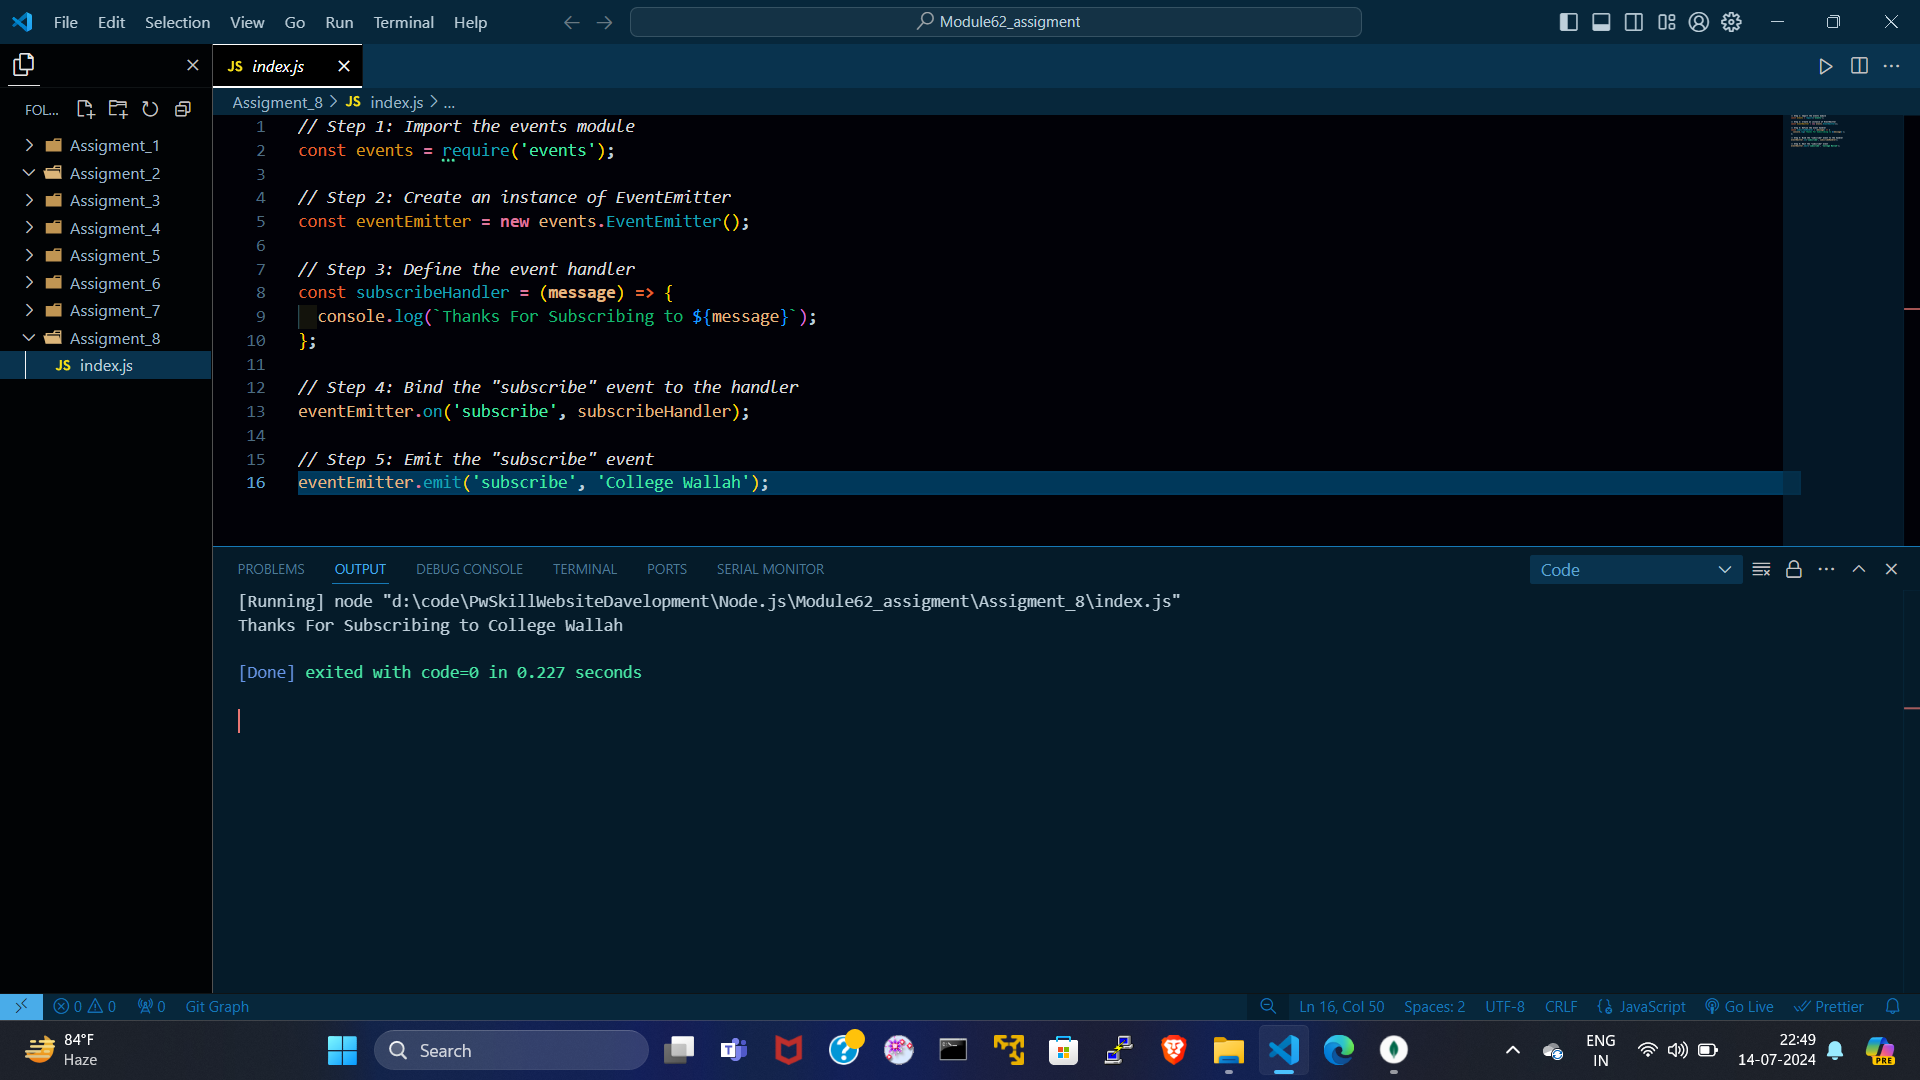 File Edit Selection View Go Run Terminal Help
Module62_assigment
JS index.js
FOL...
Assigment_8 > JS index.js > ...
Assigment_1
Assigment_2
Assigment_3
Assigment_4
Assigment_5
Assigment_6
Assigment_7
Assigment_8
JS index.js
1 // Step 1: Import the events module
2 const events = require('events');
3
4 // Step 2: Create an instance of EventEmitter
5 const eventEmitter = new events.EventEmitter();
6
7 // Step 3: Define the event handler
8 const subscribeHandler = (message) => {
9   console.log(`Thanks For Subscribing to ${message}`);
10 };
11
12 // Step 4: Bind the "subscribe" event to the handler
13 eventEmitter.on('subscribe', subscribeHandler);
14
15 // Step 5: Emit the "subscribe" event
16 eventEmitter.emit('subscribe', 'College Wallah');
PROBLEMS OUTPUT DEBUG CONSOLE TERMINAL PORTS SERIAL MONITOR
Code
[Running] node "d:\code\PwSkillWebsiteDavelopment\Node.js\Module62_assigment\Assigment_8\index.js"
Thanks For Subscribing to College Wallah
[Done] exited with code=0 in 0.227 seconds
0 0 0 Git Graph
Ln 16, Col 50 Spaces: 2 UTF-8 CRLF {} JavaScript Go Live Prettier
84°F
Haze
Search
ENG
IN
22:49
14-07-2024
PRE